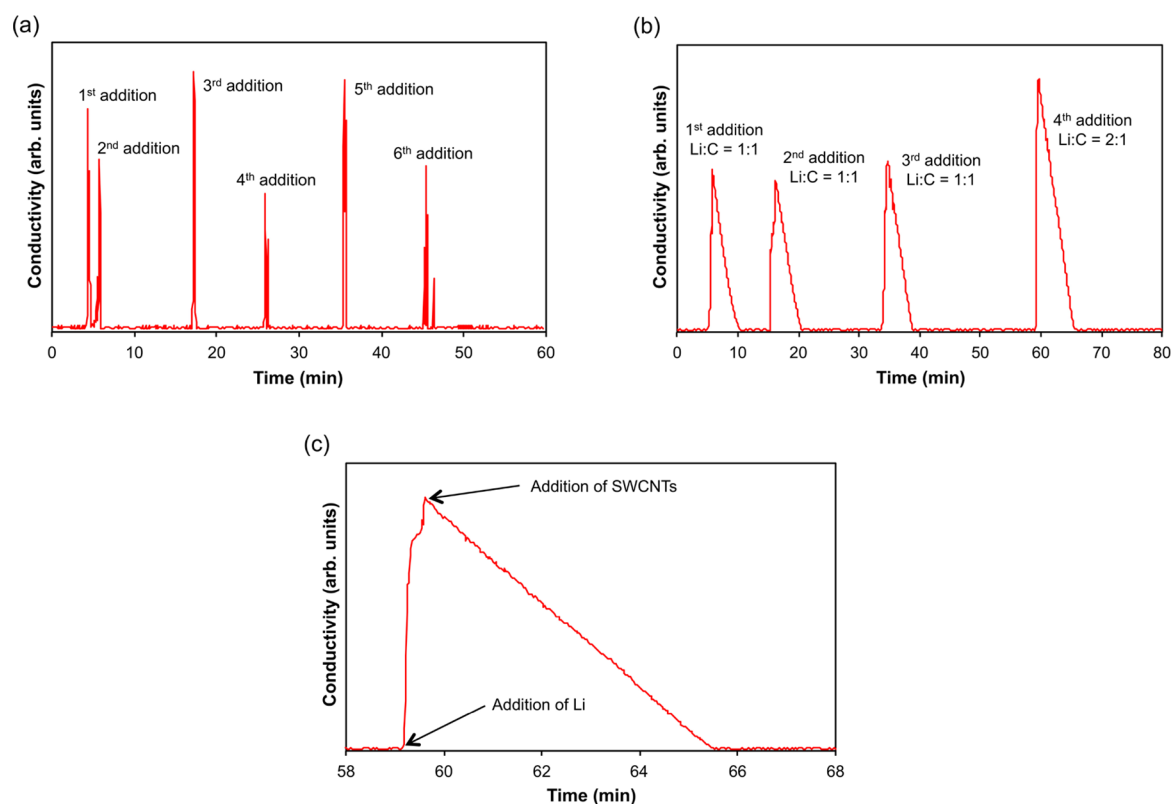 (a)
Conductivity (arb. units)
1st addition
2nd addition
3rd addition
4th addition
5th addition
6th addition
0 10 20 30 40 50 60
Time (min)
(b)
Conductivity (arb. units)
1st addition
Li:C = 1:1
2nd addition
Li:C = 1:1
3rd addition
Li:C = 1:1
4th addition
Li:C = 2:1
0 10 20 30 40 50 60 70 80
Time (min)
(c)
Conductivity (arb. units)
Addition of SWCNTs
Addition of Li
58 60 62 64 66 68
Time (min)